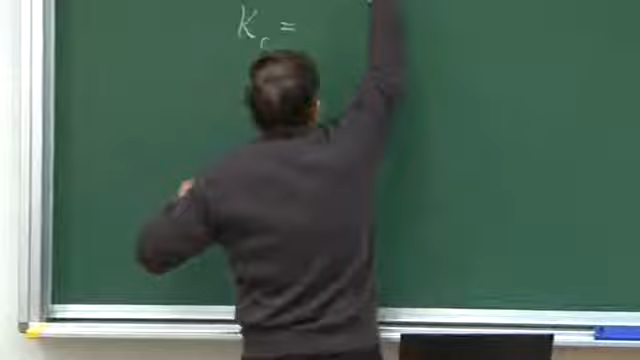 K_c =